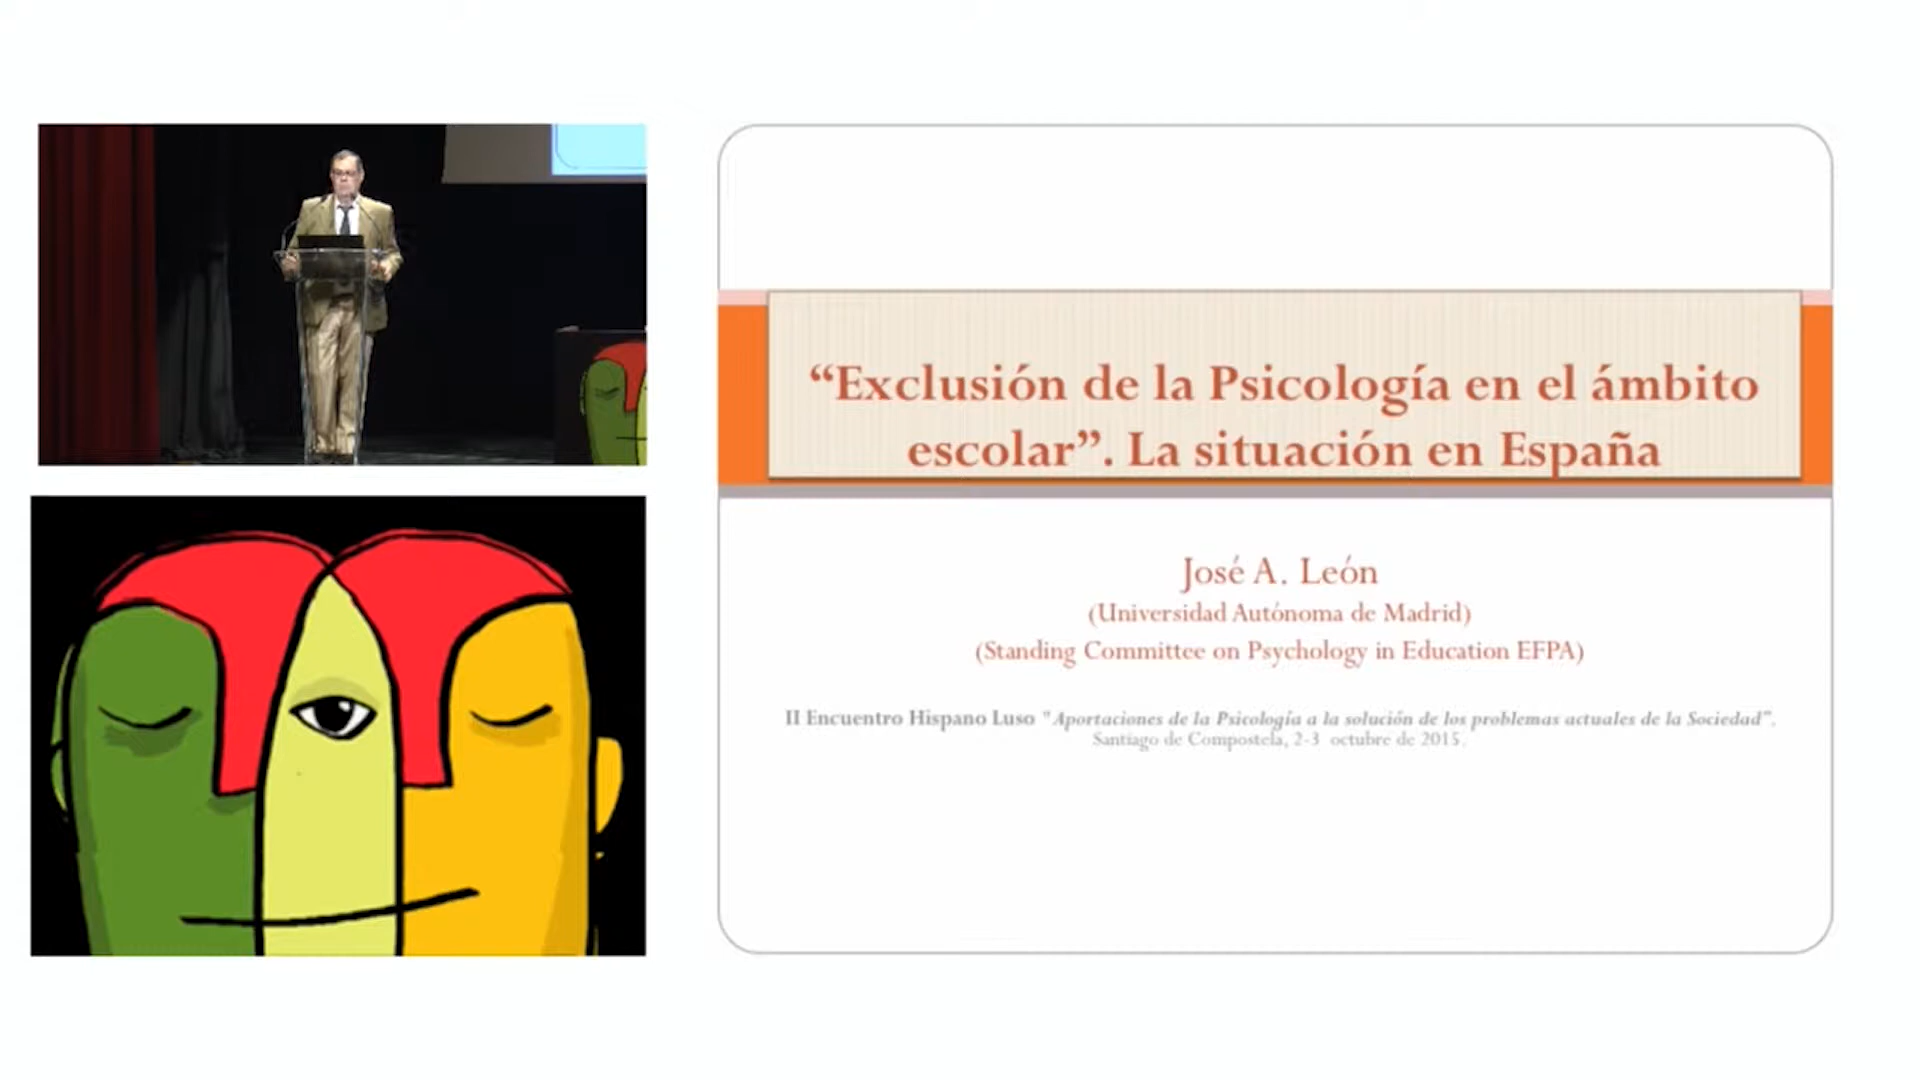 “Exclusión de la Psicología en el ámbito
escolar”. La situación en España
José A. León
(Universidad Autónoma de Madrid)
(Standing Committee on Psychology in Education EFPA)
II Encuentro Hispano Luso "Aportaciones de la Psicología a la solución de los problemas actuales de la Sociedad".
Santiago de Compostela, 2-3 octubre de 2015.